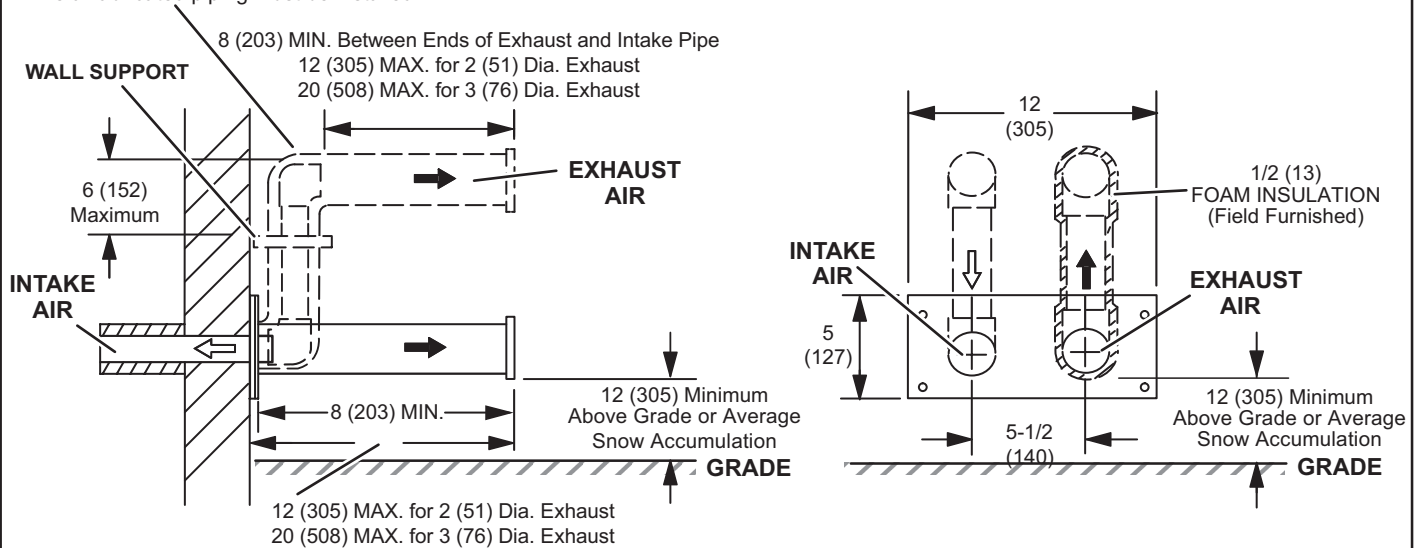 8 (203) MIN. Between Ends of Exhaust and Intake Pipe
12 (305) MAX. for 2 (51) Dia. Exhaust
20 (508) MAX. for 3 (76) Dia. Exhaust
WALL SUPPORT
6 (152)
Maximum
EXHAUST
AIR
INTAKE
AIR
8 (203) MIN.
12 (305) Minimum
Above Grade or Average
Snow Accumulation
GRADE
12 (305) MAX. for 2 (51) Dia. Exhaust
20 (508) MAX. for 3 (76) Dia. Exhaust
12
(305)
1/2 (13)
FOAM INSULATION
(Field Furnished)
INTAKE
AIR
EXHAUST
AIR
5
(127)
5-1/2
(140)
12 (305) Minimum
Above Grade or Average
Snow Accumulation
GRADE